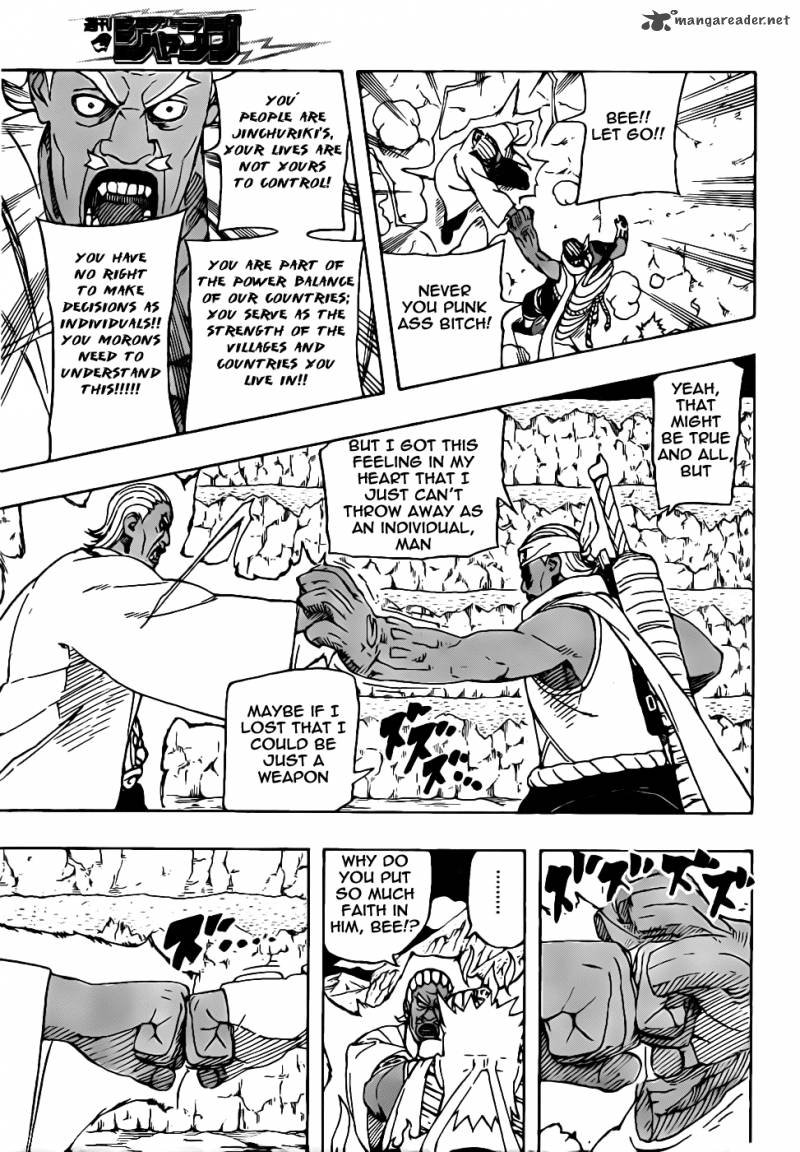 週刊少年ジャンプ
mangareader.net
BEE!!
LET GO!!
NEVER
YOU PUNK
ASS BITCH!
YOU'
PEOPLE ARE
JINCHURIKI'S,
YOUR LIVES ARE
NOT YOURS
TO CONTROL!
YOU ARE PART OF
THE POWER BALANCE
OF OUR COUNTRIES;
YOU SERVE AS THE
STRENGTH OF THE
VILLAGES AND
COUNTRIES YOU
LIVE IN!!
YOU HAVE
NO RIGHT
TO MAKE
DECISIONS AS
INDIVIDUALS!!
YOU MORONS
NEED TO
UNDERSTAND
THIS!!!!!
YEAH,
THAT
MIGHT
BE TRUE
AND ALL,
BUT
BUT I GOT THIS
FEELING IN MY
HEART THAT I
JUST CAN'T
THROW AWAY AS
AN INDIVIDUAL,
MAN
MAYBE IF I
LOST THAT I
COULD BE
JUST A
WEAPON
ズズズ
ズズズ
.........
WHY DO
YOU PUT
SO MUCH
FAITH IN
HIM, BEE!?
ズ